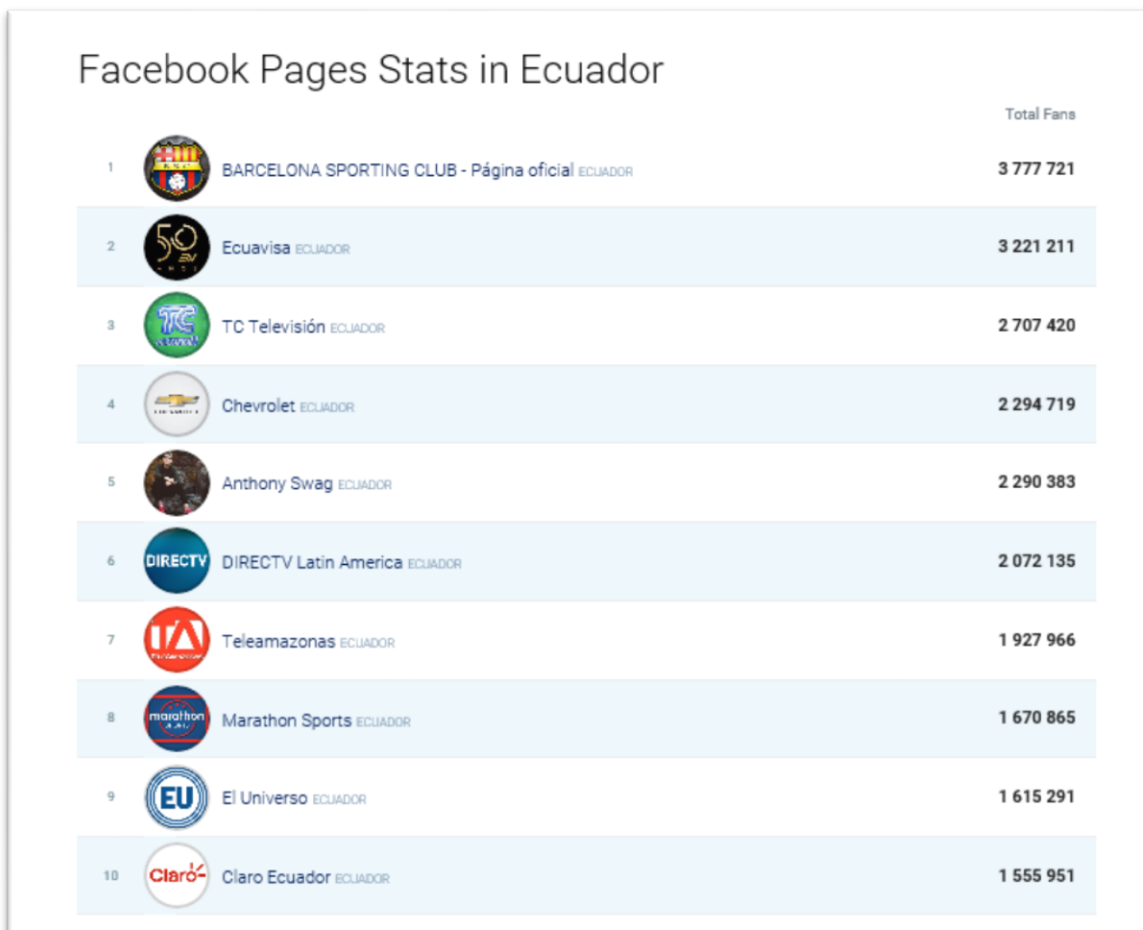 Facebook Pages Stats in Ecuador
Total Fans
1 BARCELONA SPORTING CLUB - Página oficial ECUADOR 3 777 721
2 50 Ecuavisa ECUADOR 3 221 211
3 TC Televisión ECUADOR 2 707 420
4 Chevrolet ECUADOR 2 294 719
5 Anthony Swag ECUADOR 2 290 383
6 DIRECTV DIRECTV Latin America ECUADOR 2 072 135
7 Teleamazonas ECUADOR 1 927 966
8 marathon Marathon Sports ECUADOR 1 670 865
9 EU El Universo ECUADOR 1 615 291
10 Claro Claro Ecuador ECUADOR 1 555 951